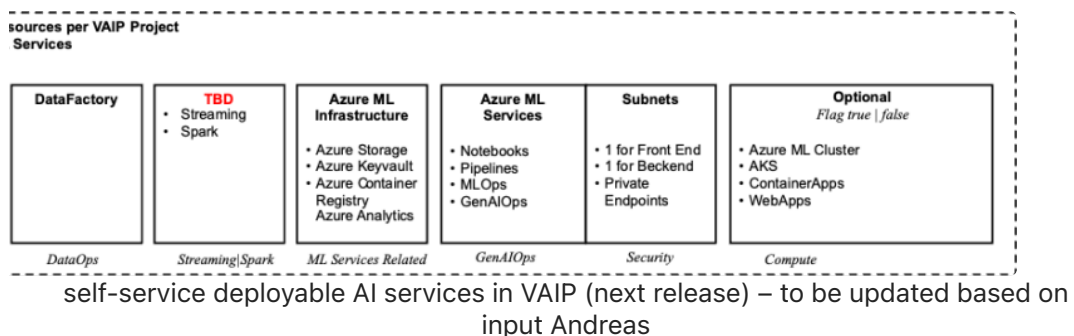 sources per VAIP Project
Services
DataFactory
TBD
• Streaming
• Spark
Azure ML
Infrastructure
• Azure Storage
• Azure Keyvault
• Azure Container
Registry
Azure Analytics
Azure ML
Services
• Notebooks
• Pipelines
• MLOps
• GenAIOps
Subnets
• 1 for Front End
• 1 for Beckend
• Private
Endpoints
Optional
Flag true | false
• Azure ML Cluster
• AKS
• ContainerApps
• WebApps
DataOps
Streaming|Spark
ML Services Related
GenAIOps
Security
Compute
self-service deployable AI services in VAIP (next release) – to be updated based on
input Andreas